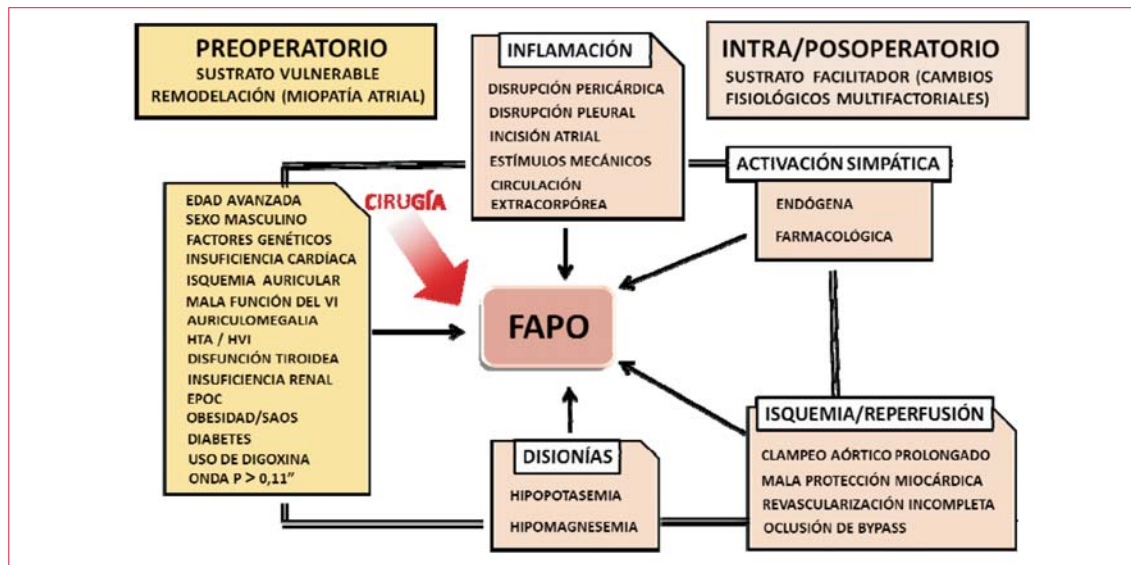 PREOPERATORIO
SUSTRATO VULNERABLE
REMODELACIÓN (MIOPATÍA ATRIAL)
INFLAMACIÓN
DISRUPCIÓN PERICÁRDICA
DISRUPCIÓN PLEURAL
INCISIÓN ATRIAL
ESTÍMULOS MECÁNICOS
CIRCULACIÓN
EXTRACORPÓREA
INTRA/POSOPERATORIO
SUSTRATO FACILITADOR (CAMBIOS
FISIOLÓGICOS MULTIFACTORIALES)
ACTIVACIÓN SIMPÁTICA
ENDÓGENA
FARMACOLÓGICA
EDAD AVANZADA
SEXO MASCULINO
FACTORES GENÉTICOS
INSUFICIENCIA CARDÍACA
ISQUEMIA AURICULAR
MALA FUNCIÓN DEL VI
AURICULOMEGALIA
HTA / HVI
DISFUNCIÓN TIROIDEA
INSUFICIENCIA RENAL
EPOC
OBESIDAD/SAOS
DIABETES
USO DE DIGOXINA
ONDA P > 0,11”
CIRUGÍA
FAPO
DISIONÍAS
HIPOPOTASEMIA
HIPOMAGNESEMIA
ISQUEMIA/REPERFUSIÓN
CLAMPEO AÓRTICO PROLONGADO
MALA PROTECCIÓN MIOCÁRDICA
REVASCULARIZACIÓN INCOMPLETA
OCLUSIÓN DE BYPASS